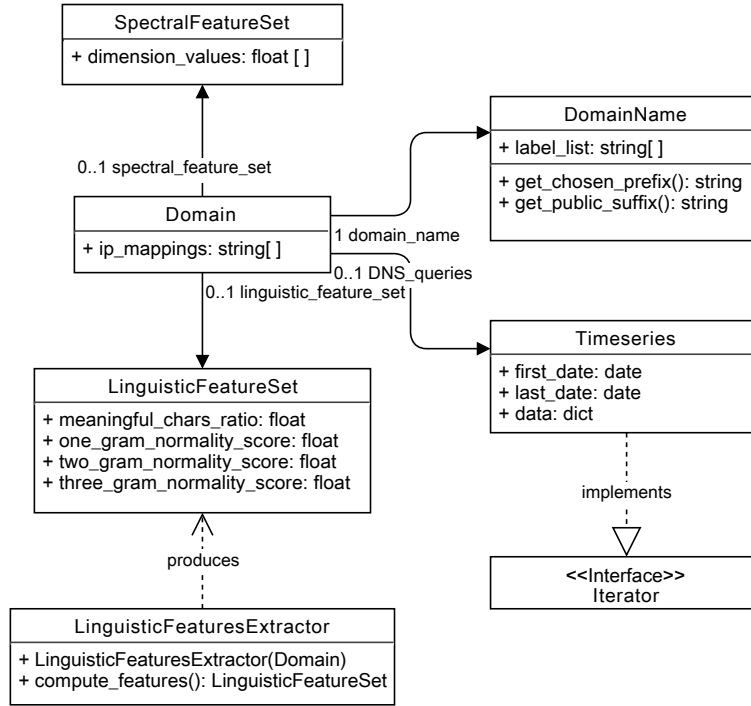 SpectralFeatureSet
+ dimension_values: float [ ]
0..1 spectral_feature_set
DomainName
+ label_list: string[ ]
+ get_chosen_prefix(): string
+ get_public_suffix(): string
Domain
+ ip_mappings: string[ ]
1 domain_name
0..1 DNS_queries
0..1 linguistic_feature_set
Timeseries
+ first_date: date
+ last_date: date
+ data: dict
LinguisticFeatureSet
+ meaningful_chars_ratio: float
+ one_gram_normality_score: float
+ two_gram_normality_score: float
+ three_gram_normality_score: float
implements
produces
<<Interface>>
Iterator
LinguisticFeaturesExtractor
+ LinguisticFeaturesExtractor(Domain)
+ compute_features(): LinguisticFeatureSet